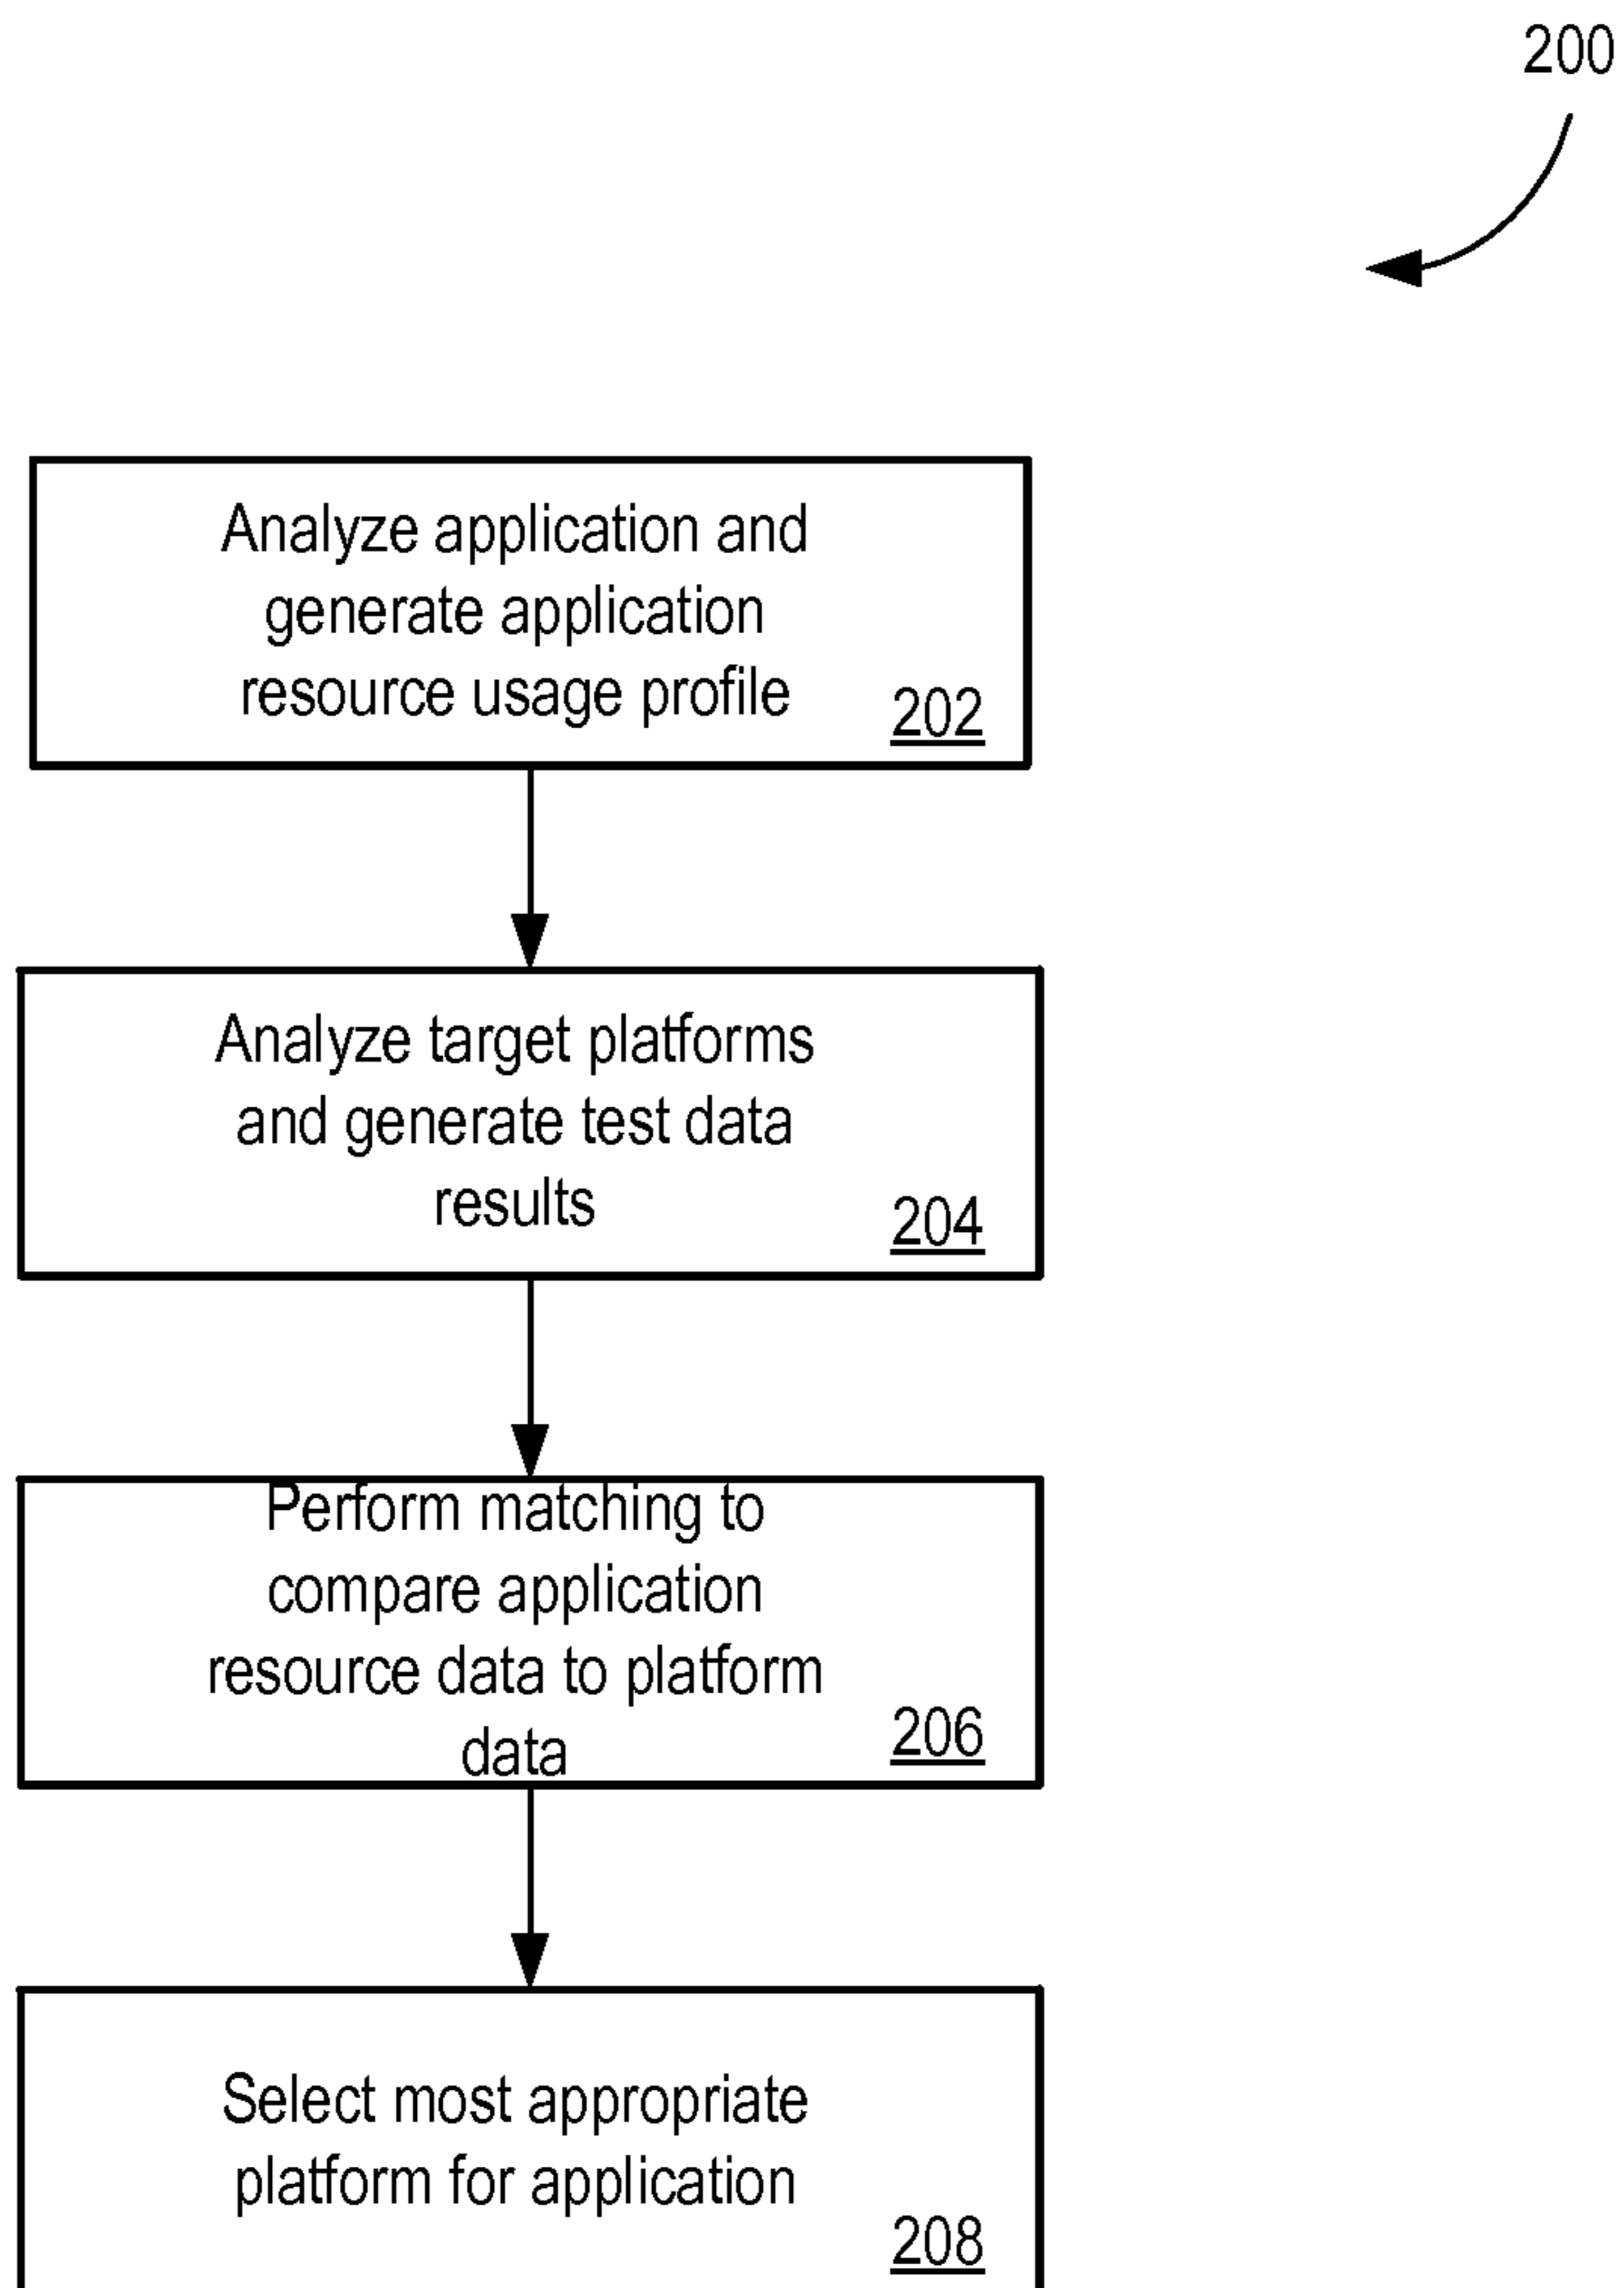 200
Analyze application and
generate application
resource usage profile
202
Analyze target platforms
and generate test data
results
204
Perform matching to
compare application
resource data to platform
data
206
Select most appropriate
platform for application
208